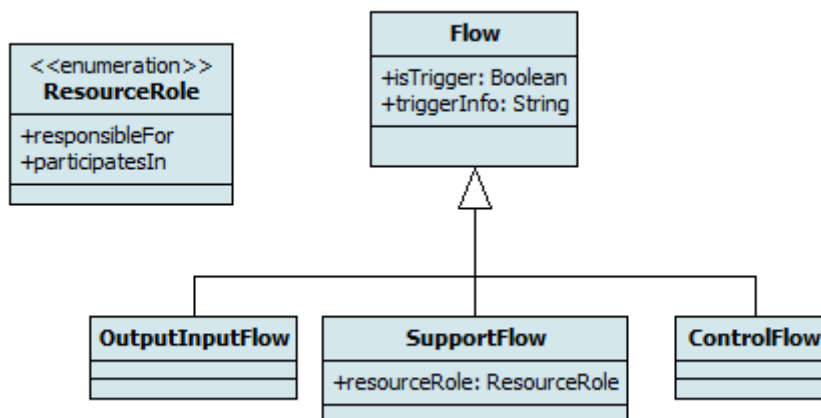 <<enumeration>>
ResourceRole
+responsibleFor
+participatesIn
Flow
+isTrigger: Boolean
+triggerInfo: String
OutputInputFlow
SupportFlow
+resourceRole: ResourceRole
ControlFlow